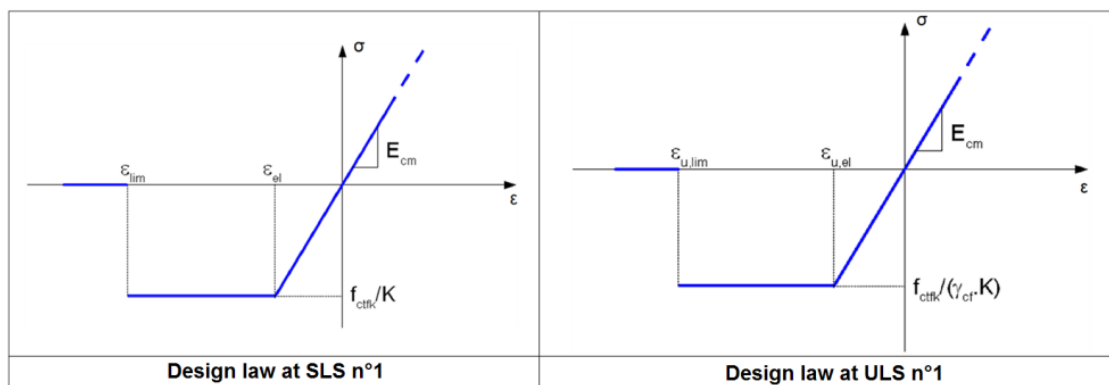 σ
E_cm
ε_lim
ε_el
ε
f_ctfk/K
Design law at SLS n°1
σ
E_cm
ε_u,lim
ε_u,el
ε
f_ctfk/(γ_cf.K)
Design law at ULS n°1